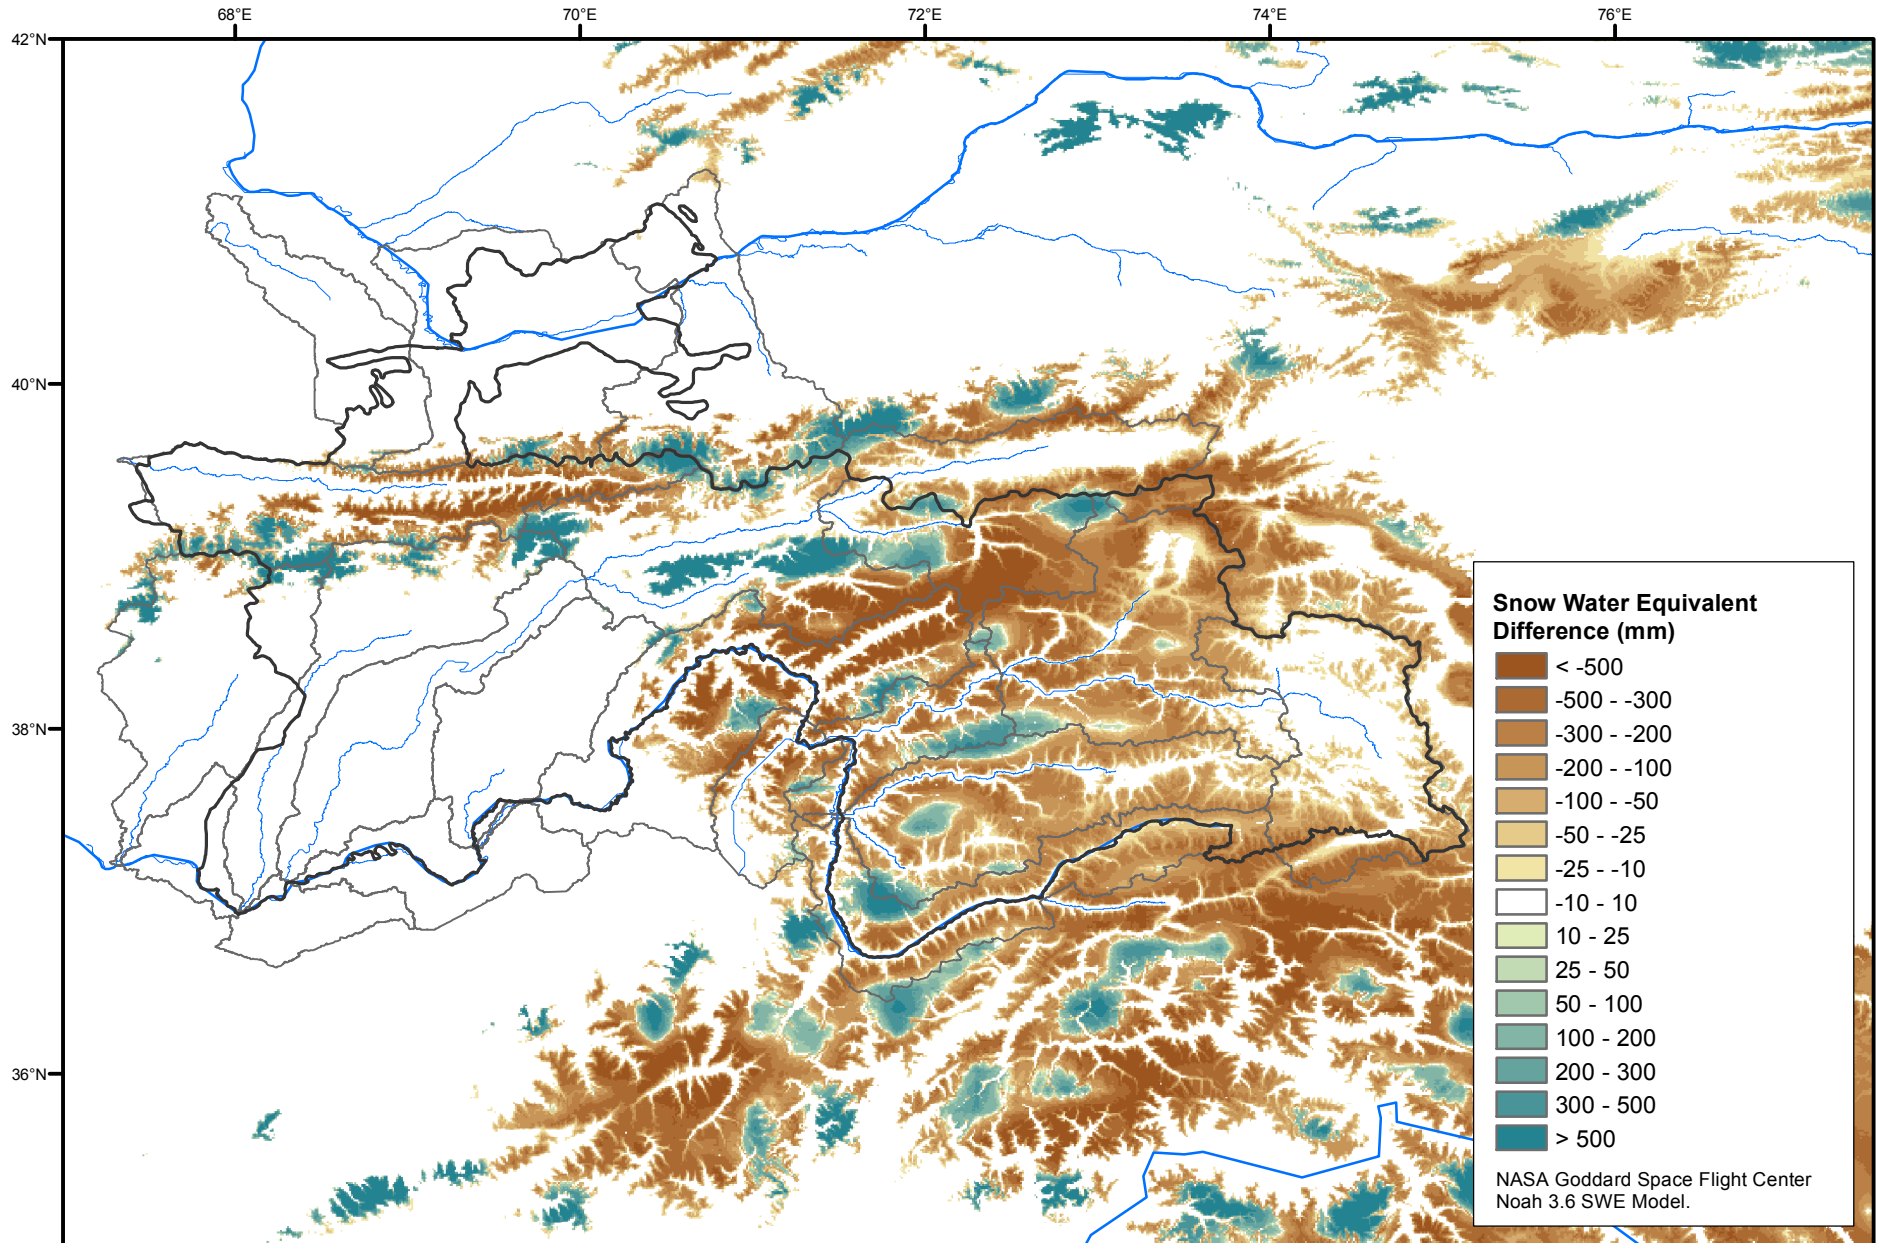 68°E 70°E 72°E 74°E 76°E
42°N
40°N
38°N
36°N
Snow Water Equivalent
Difference (mm)
< -500
-500 - -300
-300 - -200
-200 - -100
-100 - -50
-50 - -25
-25 - -10
-10 - 10
10 - 25
25 - 50
50 - 100
100 - 200
200 - 300
300 - 500
> 500
NASA Goddard Space Flight Center
Noah 3.6 SWE Model.